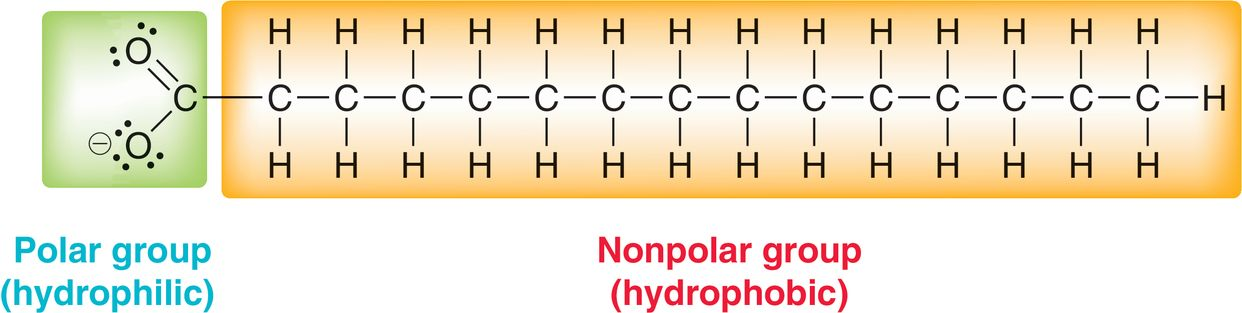 H H H H H H H H H H H H H H
O
C C C C C C C C C C C C C C C H
⊖ O
H H H H H H H H H H H H H H
Polar group
(hydrophilic)
Nonpolar group
(hydrophobic)